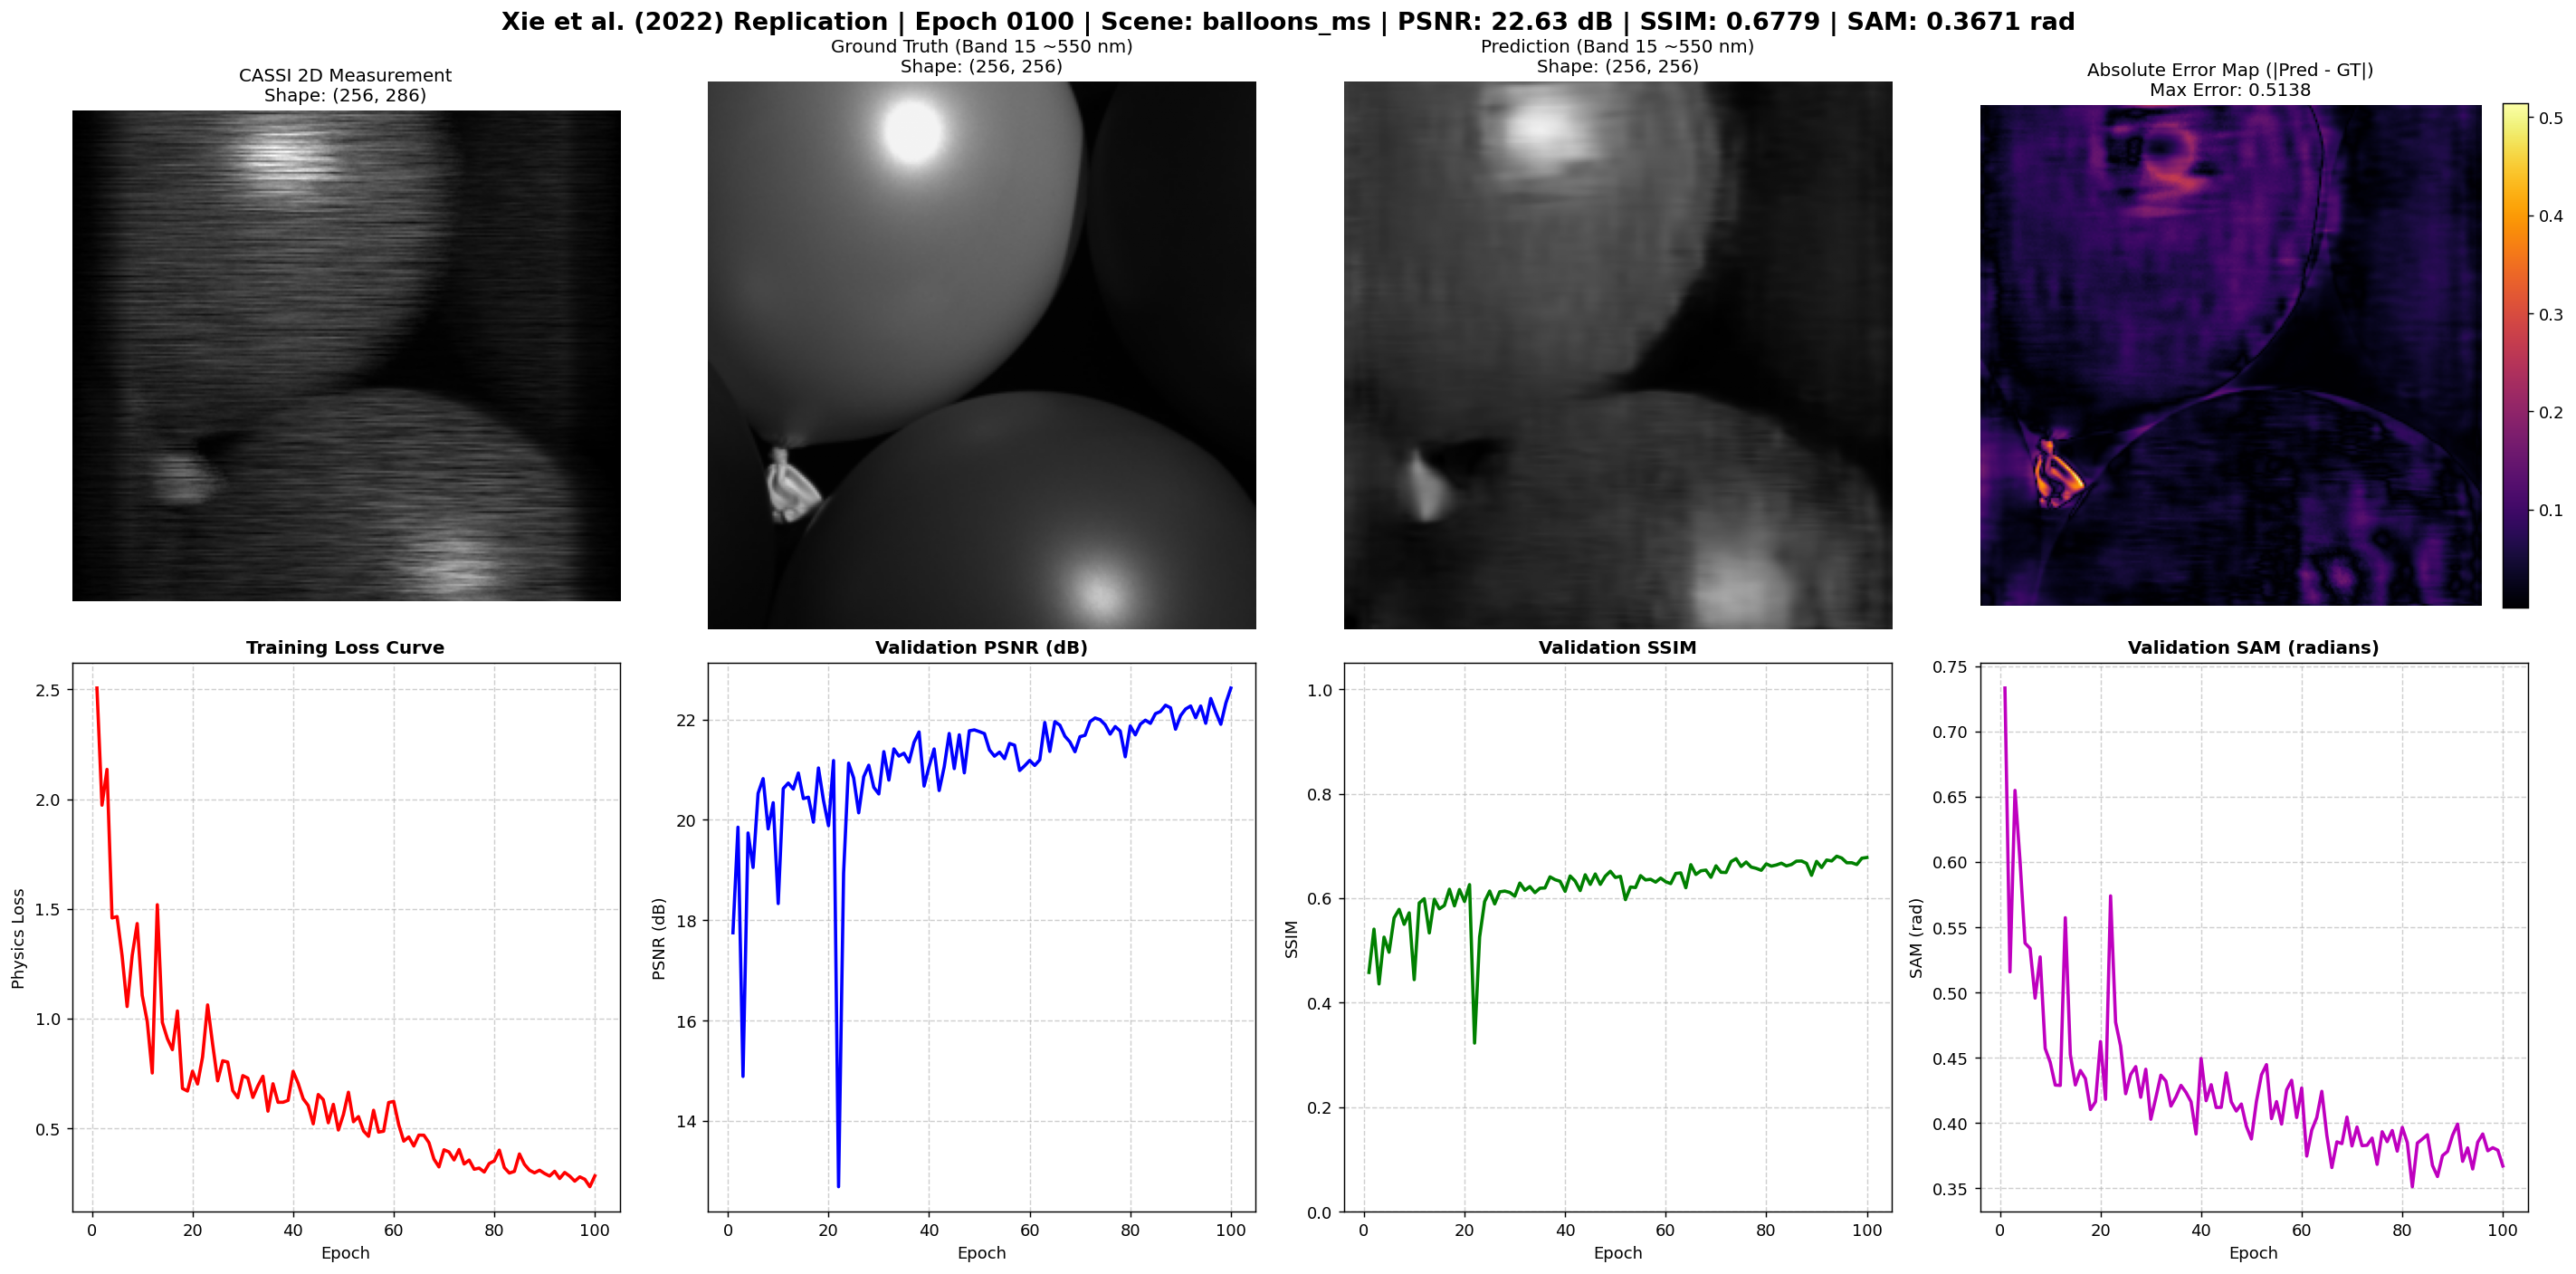 Xie et al. (2022) Replication | Epoch 0100 | Scene: balloons_ms | PSNR: 22.63 dB | SSIM: 0.6779 | SAM: 0.3671 rad
CASSI 2D Measurement
Shape: (256, 286)
Ground Truth (Band 15 ~550 nm)
Shape: (256, 256)
Prediction (Band 15 ~550 nm)
Shape: (256, 256)
Absolute Error Map (|Pred - GT|)
Max Error: 0.5138
0.5
0.4
0.3
0.2
0.1
Training Loss Curve
Physics Loss
2.5
2.0
1.5
1.0
0.5
0 20 40 60 80 100
Epoch
Validation PSNR (dB)
PSNR (dB)
22
20
18
16
14
0 20 40 60 80 100
Epoch
Validation SSIM
SSIM
1.0
0.8
0.6
0.4
0.2
0.0
0 20 40 60 80 100
Epoch
Validation SAM (radians)
SAM (rad)
0.75
0.70
0.65
0.60
0.55
0.50
0.45
0.40
0.35
0 20 40 60 80 100
Epoch